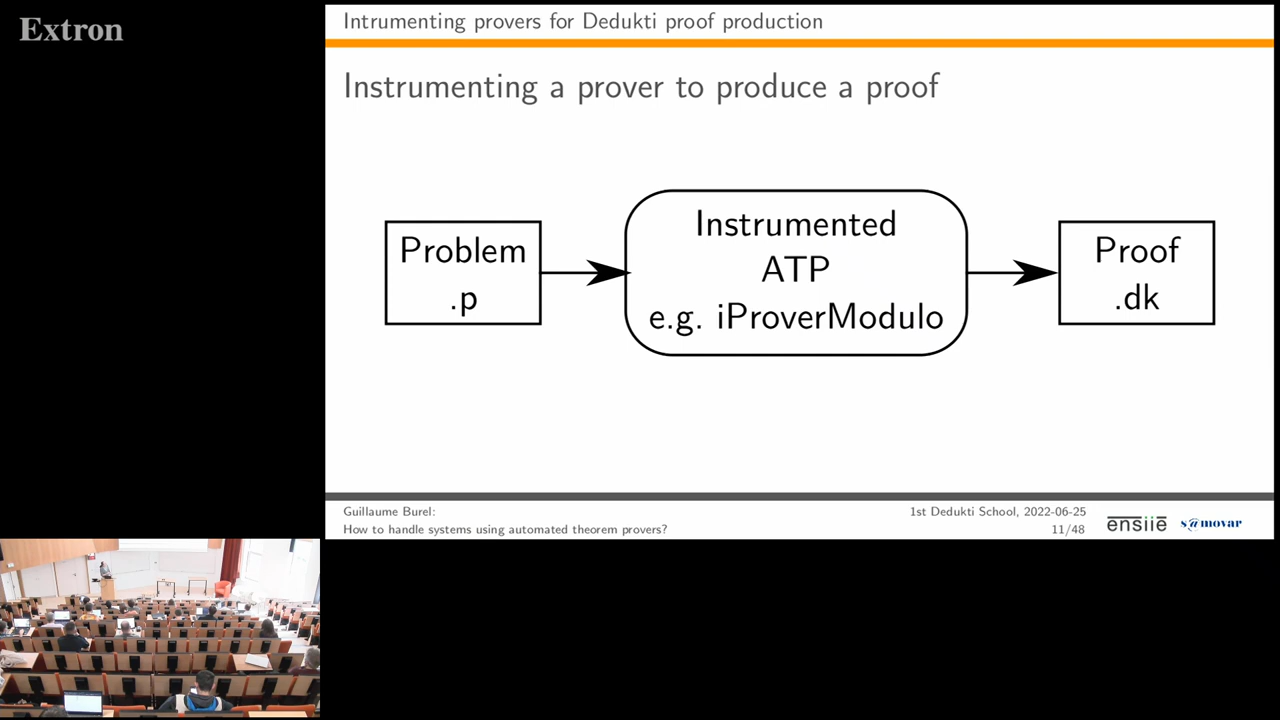 Extron
Intrumenting provers for Dedukti proof production
Instrumenting a prover to produce a proof
Problem
.p
Instrumented
ATP
e.g. iProverModulo
Proof
.dk
Guillaume Burel:
How to handle systems using automated theorem provers?
1st Dedukti School, 2022-06-25
11/48
ensiie
s@movar